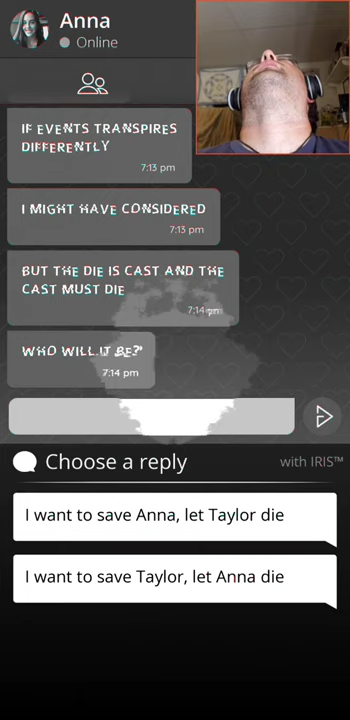 Anna
Online
IF EVENTS TRANSPIRES
DIFFERENTLY
7:13 pm
I MIGHT HAVE CONSIDERED
7:13 pm
BUT THE DIE IS CAST AND THE
CAST MUST DIE
7:14 pm
WHO WILL IT BE?
7:14 pm
Choose a reply
with IRIS™
I want to save Anna, let Taylor die
I want to save Taylor, let Anna die